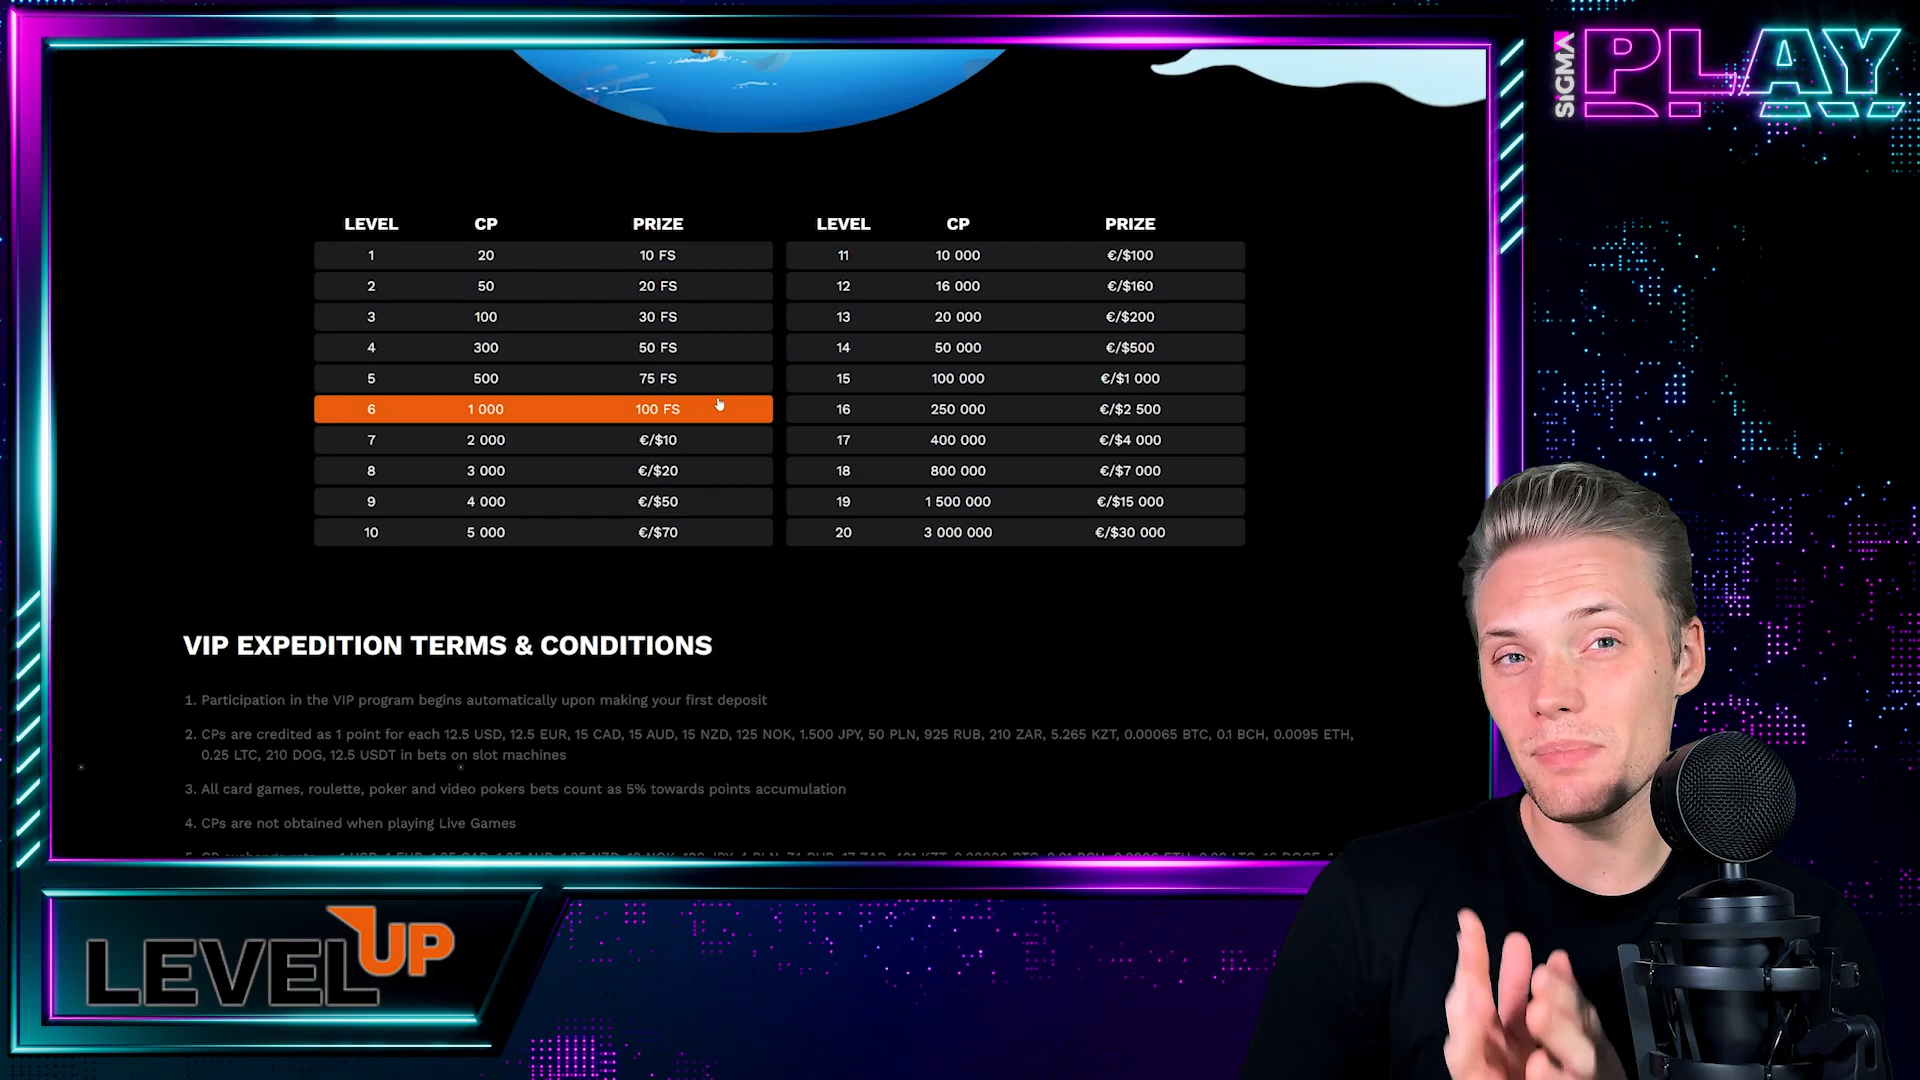 SiGMA PLAY
LEVEL CP PRIZE LEVEL CP PRIZE
1 20 10 FS 11 10 000 €/$100
2 50 20 FS 12 16 000 €/$160
3 100 30 FS 13 20 000 €/$200
4 300 50 FS 14 50 000 €/$500
5 500 75 FS 15 100 000 €/$1 000
6 1 000 100 FS 16 250 000 €/$2 500
7 2 000 €/$10 17 400 000 €/$4 000
8 3 000 €/$20 18 800 000 €/$7 000
9 4 000 €/$50 19 1 500 000 €/$15 000
10 5 000 €/$70 20 3 000 000 €/$30 000
VIP EXPEDITION TERMS & CONDITIONS
1. Participation in the VIP program begins automatically upon making your first deposit
2. CPs are credited as 1 point for each 12.5 USD, 12.5 EUR, 15 CAD, 15 AUD, 15 NZD, 125 NOK, 1.500 JPY, 50 PLN, 925 RUB, 210 ZAR, 5.265 KZT, 0.00065 BTC, 0.1 BCH, 0.0095 ETH,
0.25 LTC, 210 DOG, 12.5 USDT in bets on slot machines
3. All card games, roulette, poker and video pokers bets count as 5% towards points accumulation
4. CPs are not obtained when playing Live Games
LEVEL UP